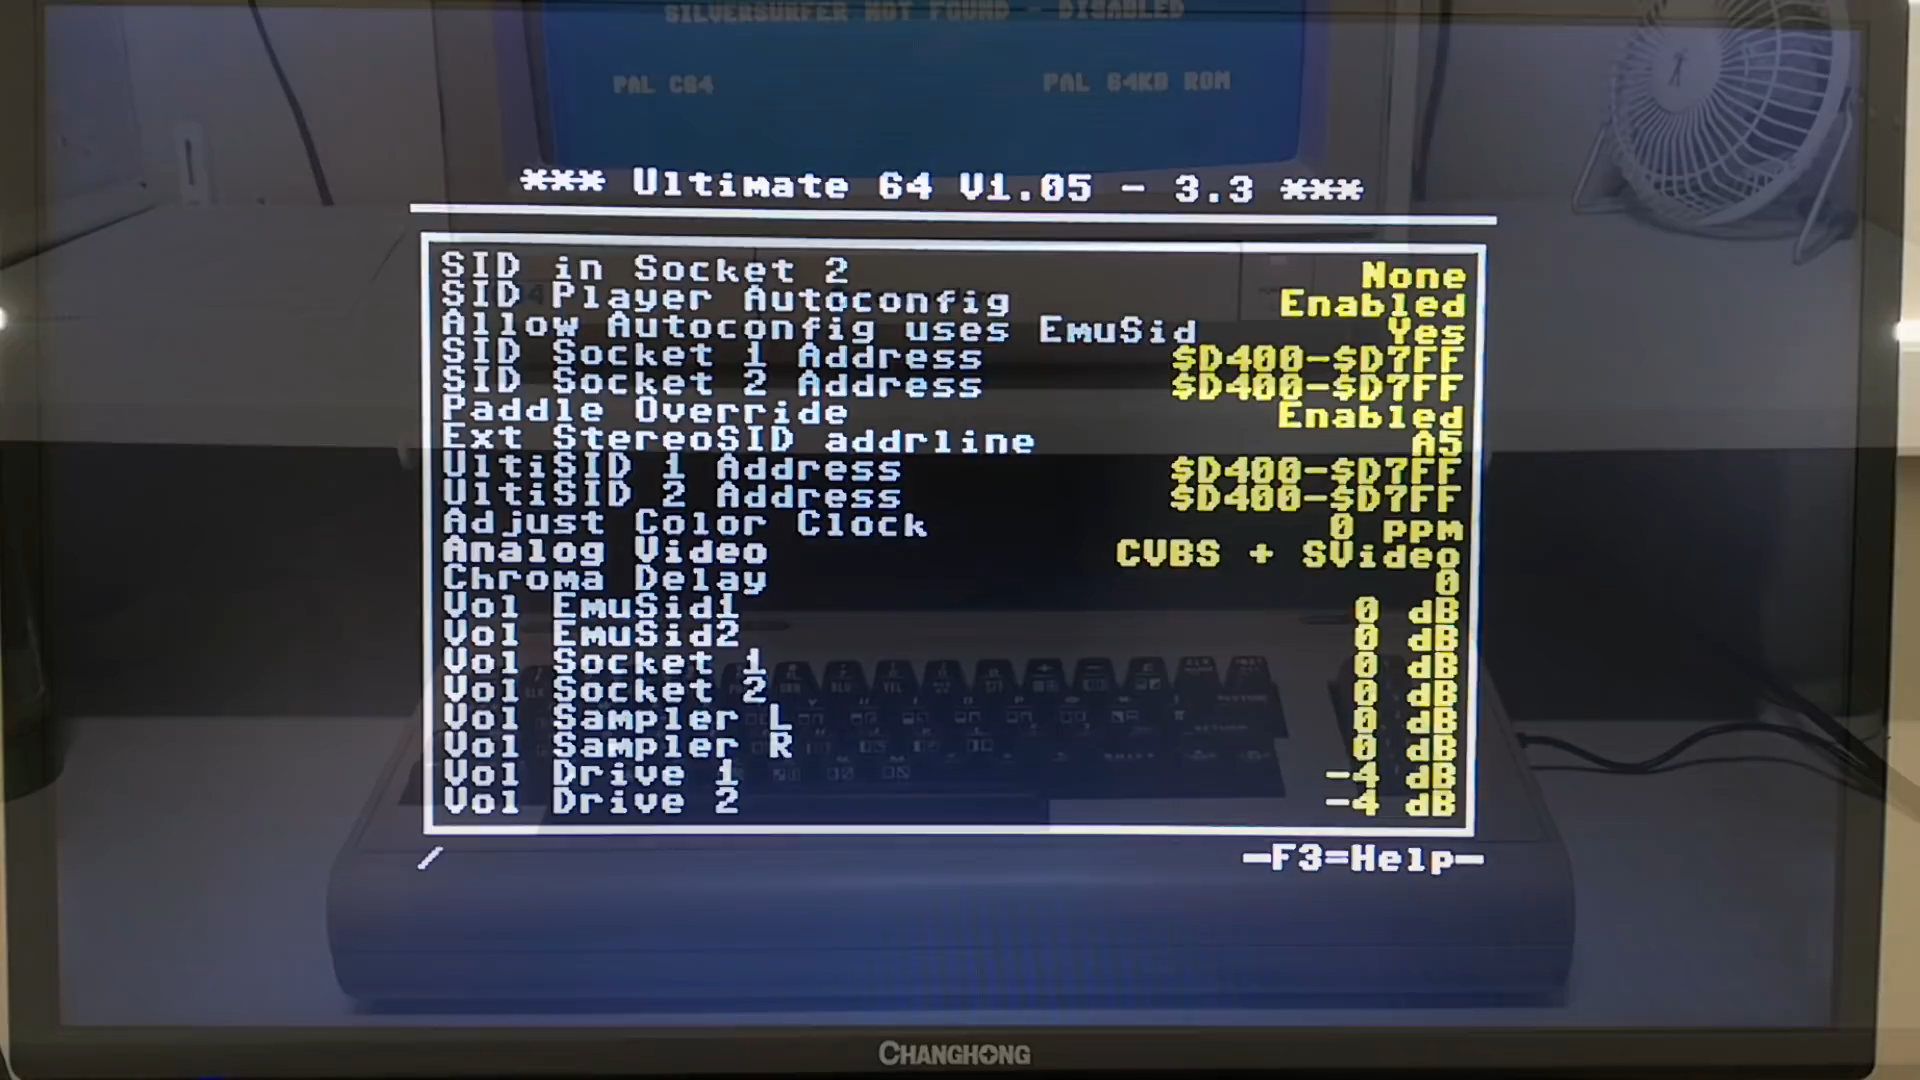 SILVERSURFER NOT FOUND - DISABLED
PAL C64 PAL 64KB ROM
*** Ultimate 64 V1.05 - 3.3 ***
SID in Socket 2 None
SID Player Autoconfig Enabled
Allow Autoconfig uses EmuSid Yes
SID Socket 1 Address $D400-$D7FF
SID Socket 2 Address $D400-$D7FF
Paddle Override Enabled
Ext StereoSID addrline A5
UltiSID 1 Address $D400-$D7FF
UltiSID 2 Address $D400-$D7FF
Adjust Color Clock 0 ppm
Analog Video CVBS + SVideo
Chroma Delay 0
Vol EmuSid1 0 dB
Vol EmuSid2 0 dB
Vol Socket 1 0 dB
Vol Socket 2 0 dB
Vol Sampler L 0 dB
Vol Sampler R 0 dB
Vol Drive 1 -4 dB
Vol Drive 2 -4 dB
/ -F3=Help-
CHANGHONG